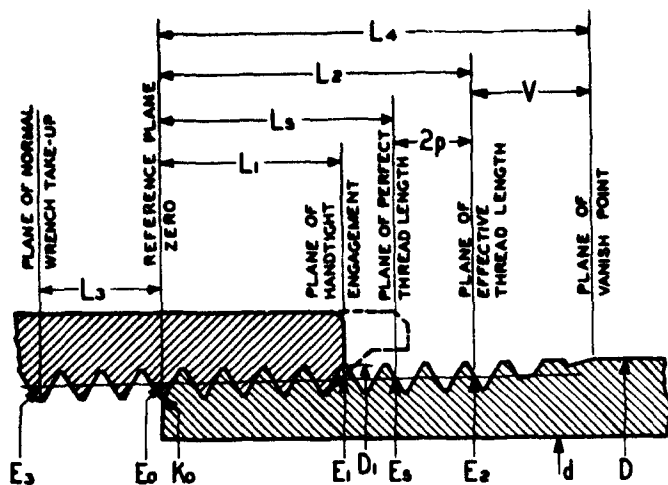 L4
L2
V
L5
2p
L1
PLANE OF NORMAL
WRENCH TAKE-UP
REFERENCE PLANE
ZERO
PLANE OF
HANDTIGHT
ENGAGEMENT
PLANE OF PERFECT
THREAD LENGTH
PLANE OF
EFFECTIVE
THREAD LENGTH
PLANE OF
VANISH POINT
L3
E3
E0
K0
E1
D1
E5
E2
d
D